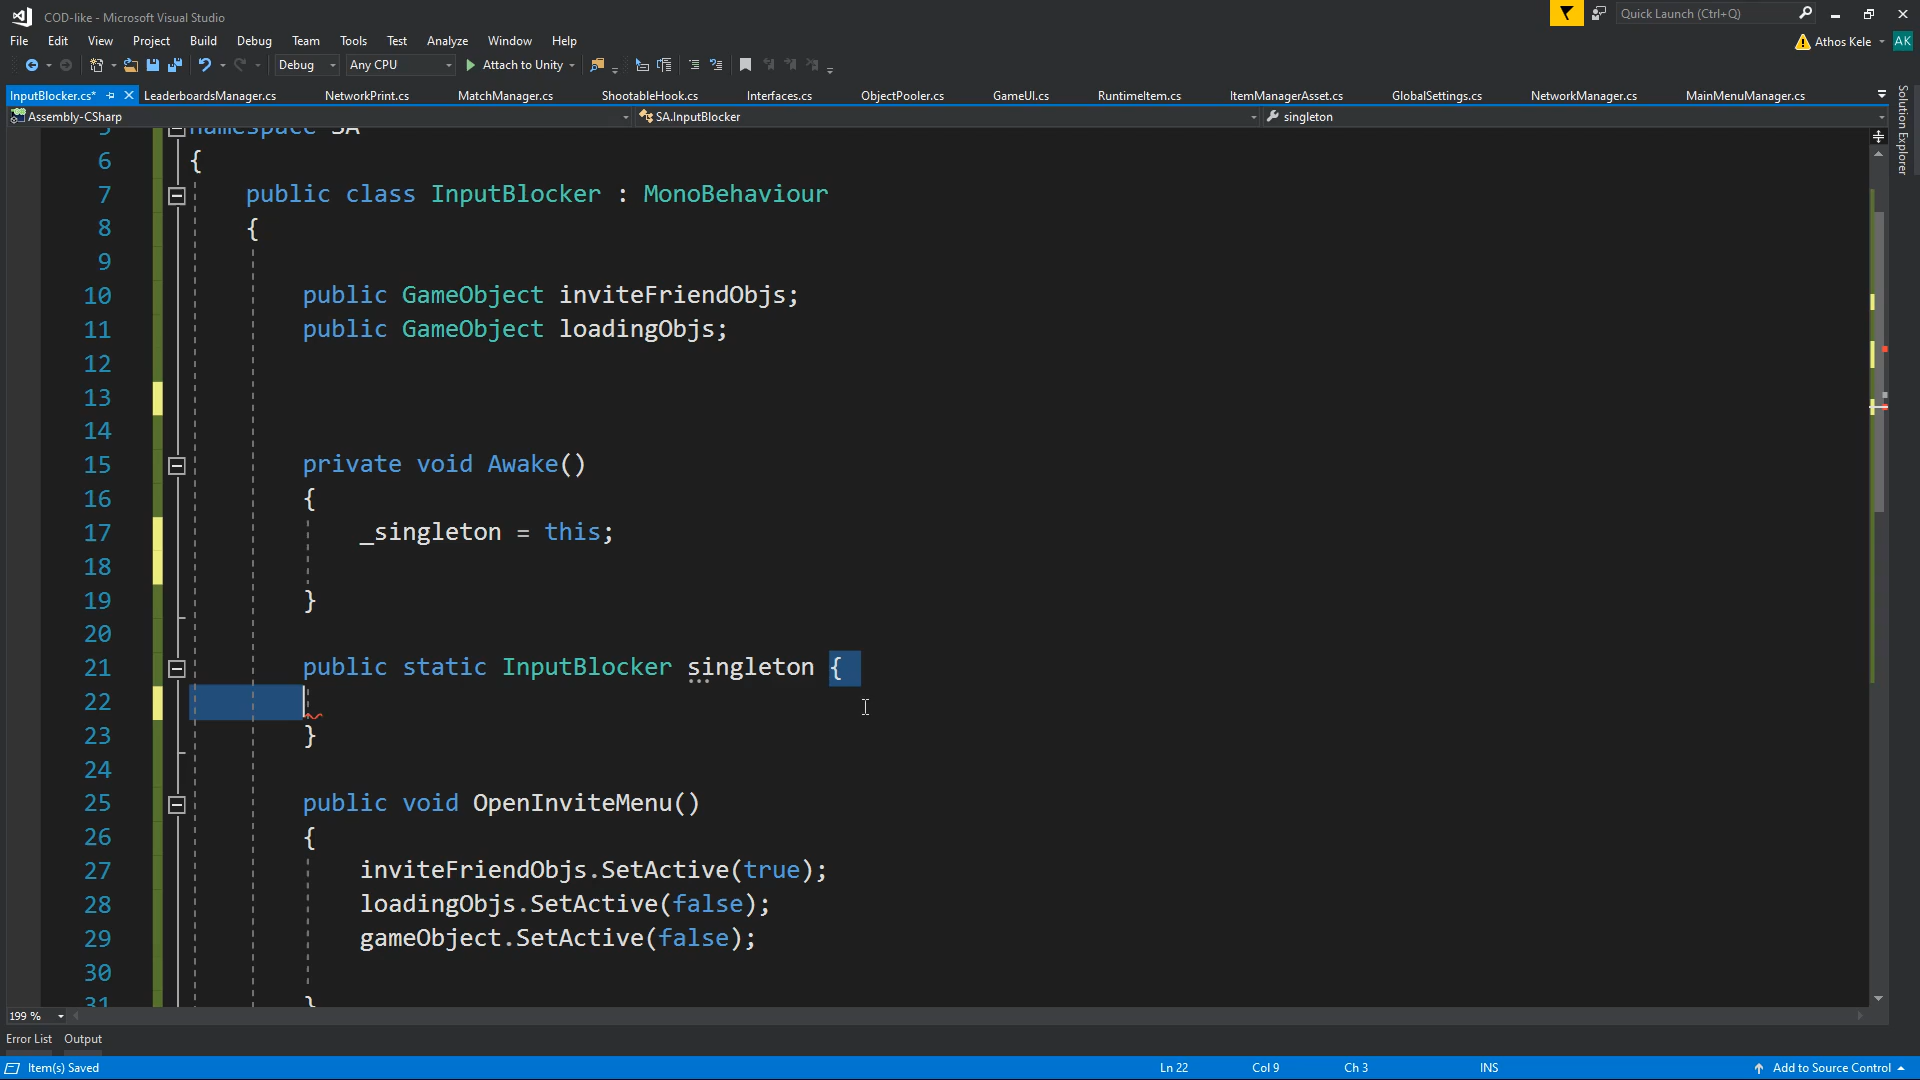 COD-like - Microsoft Visual Studio
Quick Launch (Ctrl+Q)
File Edit View Project Build Debug Team Tools Test Analyze Window Help
Athos Kele AK
Debug Any CPU Attach to Unity
InputBlocker.cs* LeaderboardsManager.cs NetworkPrint.cs MatchManager.cs ShootableHook.cs Interfaces.cs ObjectPooler.cs GameUI.cs RuntimeItem.cs ItemManagerAsset.cs GlobalSettings.cs NetworkManager.cs MainMenuManager.cs
Solution Explorer
Assembly-CSharp SA.InputBlocker singleton
5 namespace SA
6 {
7 public class InputBlocker : MonoBehaviour
8 {
9
10 public GameObject inviteFriendObjs;
11 public GameObject loadingObjs;
12
13
14
15 private void Awake()
16 {
17 _singleton = this;
18
19 }
20
21 public static InputBlocker singleton {
22
23 }
24
25 public void OpenInviteMenu()
26 {
27 inviteFriendObjs.SetActive(true);
28 loadingObjs.SetActive(false);
29 gameObject.SetActive(false);
30
31 }
199 %
Error List Output
Item(s) Saved Ln 22 Col 9 Ch 3 INS Add to Source Control